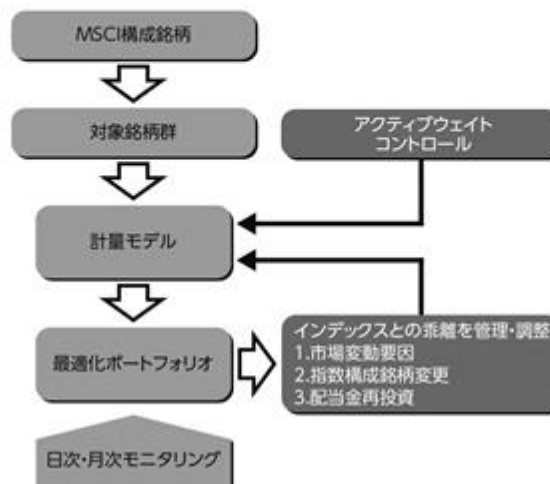 MSCI構成銘柄
対象銘柄群
アクティブウェイト
コントロール
計量モデル
最適化ポートフォリオ
インデックスとの乖離を管理・調整
1.市場変動要因
2.指数構成銘柄変更
3.配当金再投資
日次・月次モニタリング